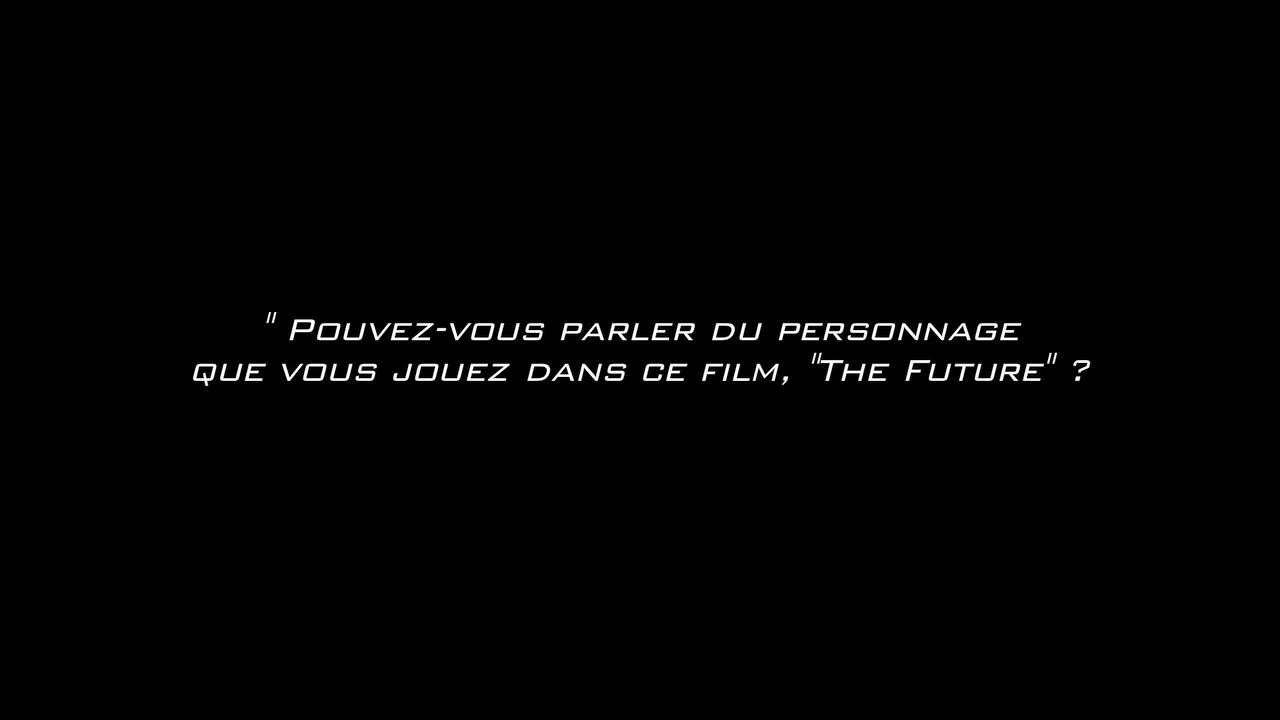 " Pouvez-vous parler du personnage
que vous jouez dans ce film, "The Future" ?